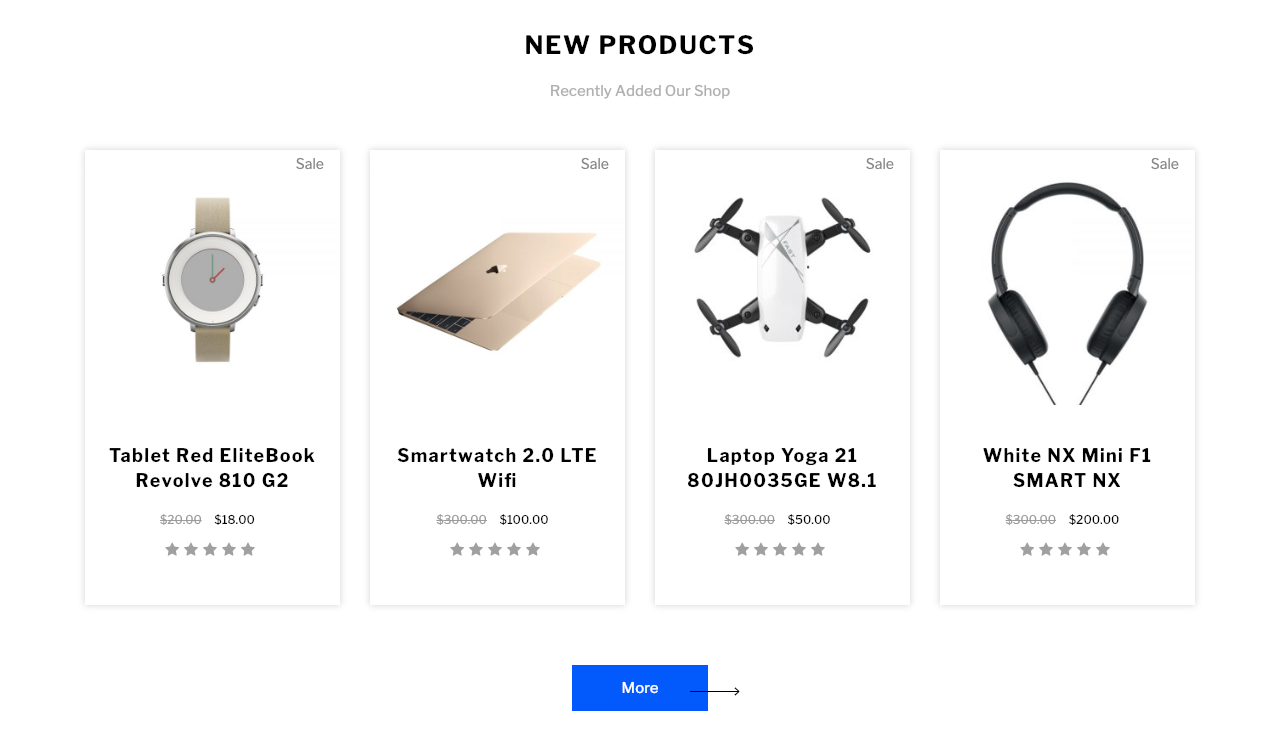 NEW PRODUCTS
Recently Added Our Shop
Sale
Tablet Red EliteBook
Revolve 810 G2
$20.00 $18.00
Sale
Smartwatch 2.0 LTE
Wifi
$300.00 $100.00
Sale
FAST
Laptop Yoga 21
80JH0035GE W8.1
$300.00 $50.00
Sale
White NX Mini F1
SMART NX
$300.00 $200.00
More